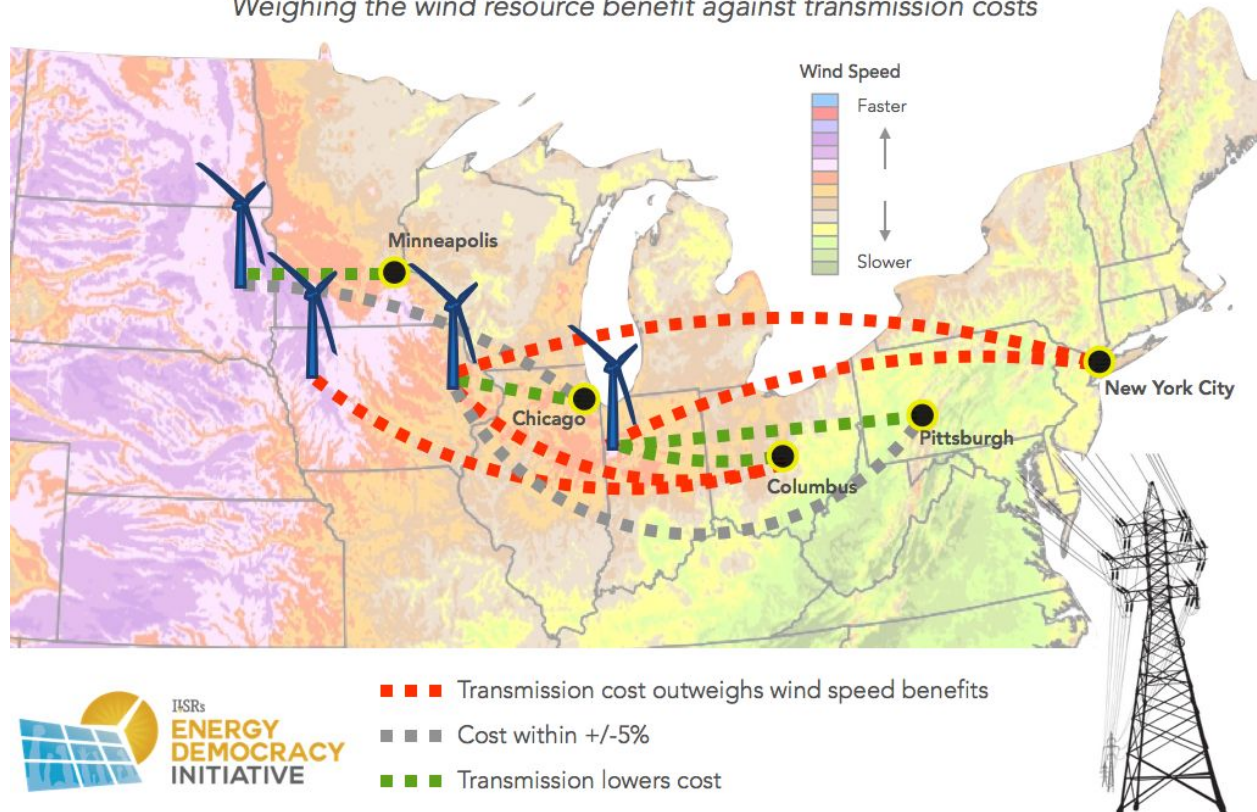 Weighing the wind resource benefit against transmission costs
Wind Speed
Faster
Slower
Minneapolis
Chicago
New York City
Pittsburgh
Columbus
Transmission cost outweighs wind speed benefits
Cost within +/-5%
Transmission lowers cost
ILSRs
ENERGY
DEMOCRACY
INITIATIVE